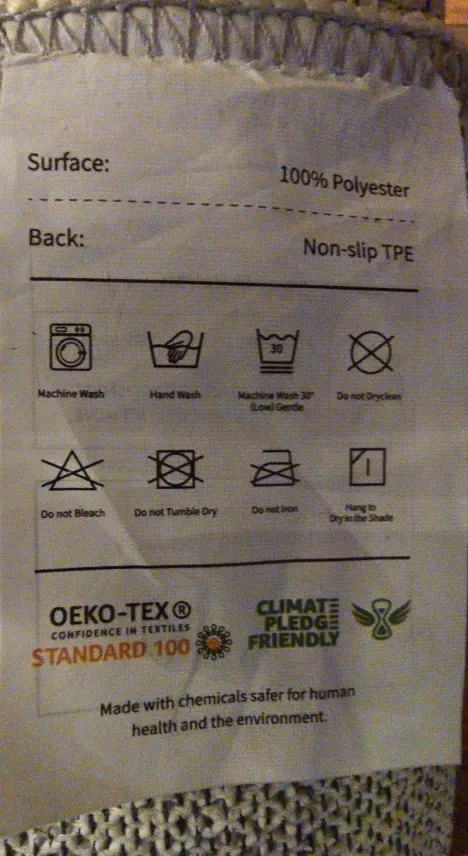 Surface: 100% Polyester
Back: Non-slip TPE
30
Machine Wash Hand Wash Machine Wash 30° Do not Dryclean
(Low) Gentle
Do not Bleach Do not Tumble Dry Do not Iron Hang to
Dry in the Shade
OEKO-TEX®
CONFIDENCE IN TEXTILES
STANDARD 100
CLIMATE
PLEDGE
FRIENDLY
Made with chemicals safer for human
health and the environment.